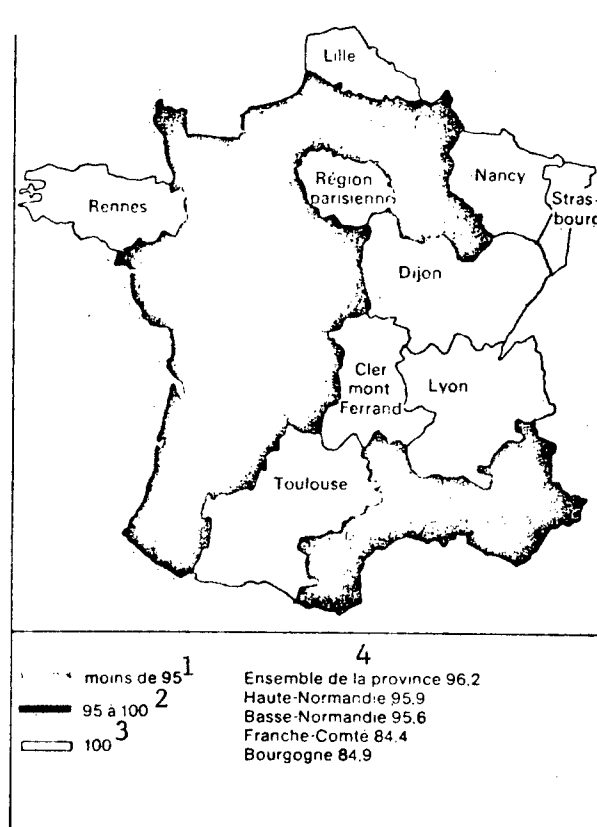 Lille
Région
parisienne
Nancy
Stras-
bourg
Rennes
Dijon
Cler
mont
Ferrand
Lyon
Toulouse
4
moins de 95 1
95 à 100 2
100 3
Ensemble de la province 96,2
Haute-Normandie 95,9
Basse-Normandie 95,6
Franche-Comté 84,4
Bourgogne 84,9